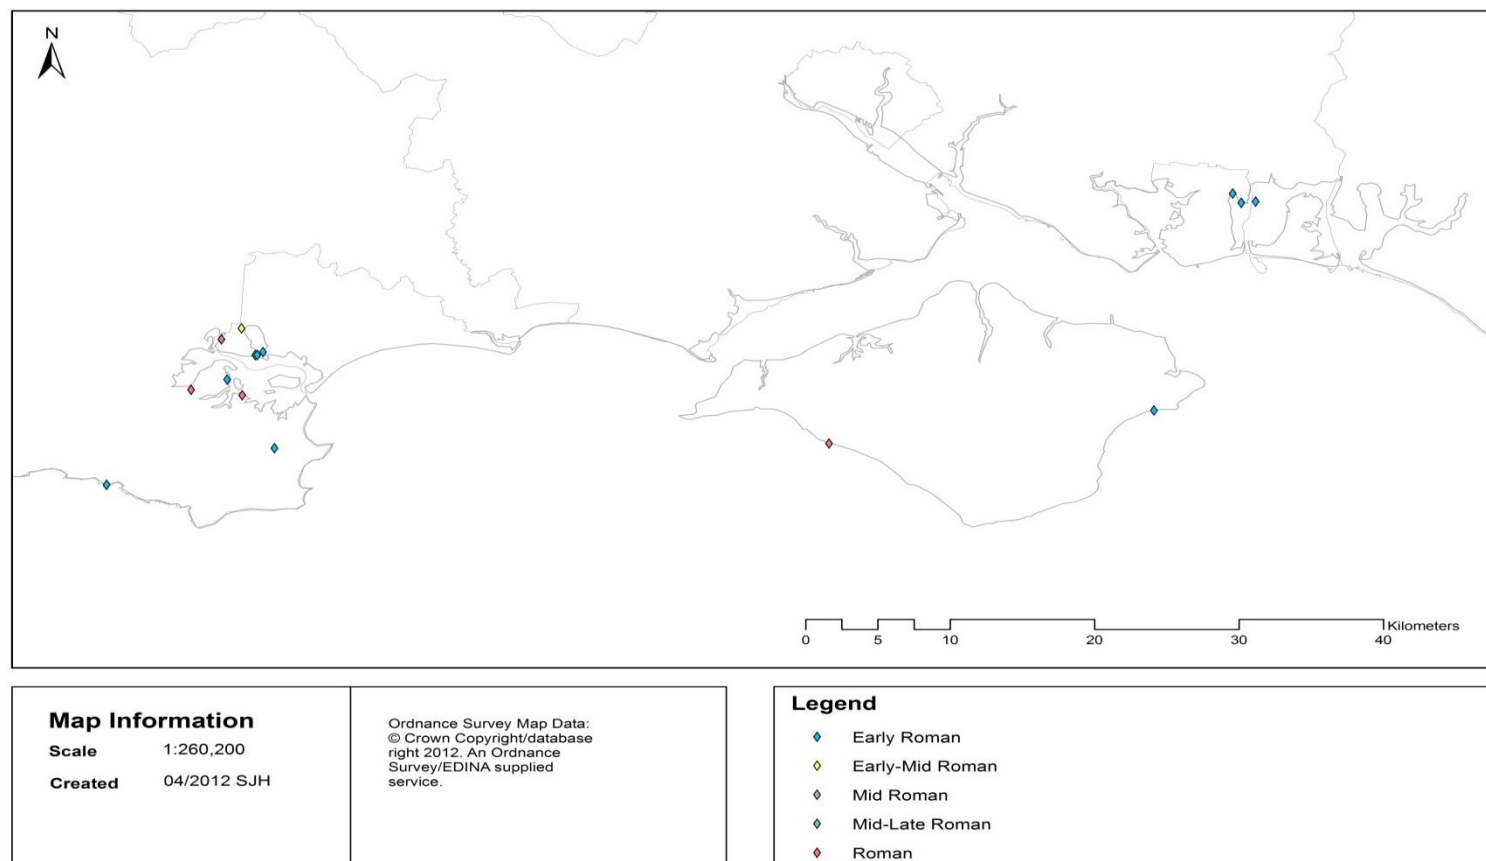 N
Kilometers
0 5 10 20 30 40
Map Information
Scale 1:260,200
Created 04/2012 SJH
Ordnance Survey Map Data:
© Crown Copyright/database
right 2012. An Ordnance
Survey/EDINA supplied
service.
Legend
Early Roman
Early-Mid Roman
Mid Roman
Mid-Late Roman
Roman